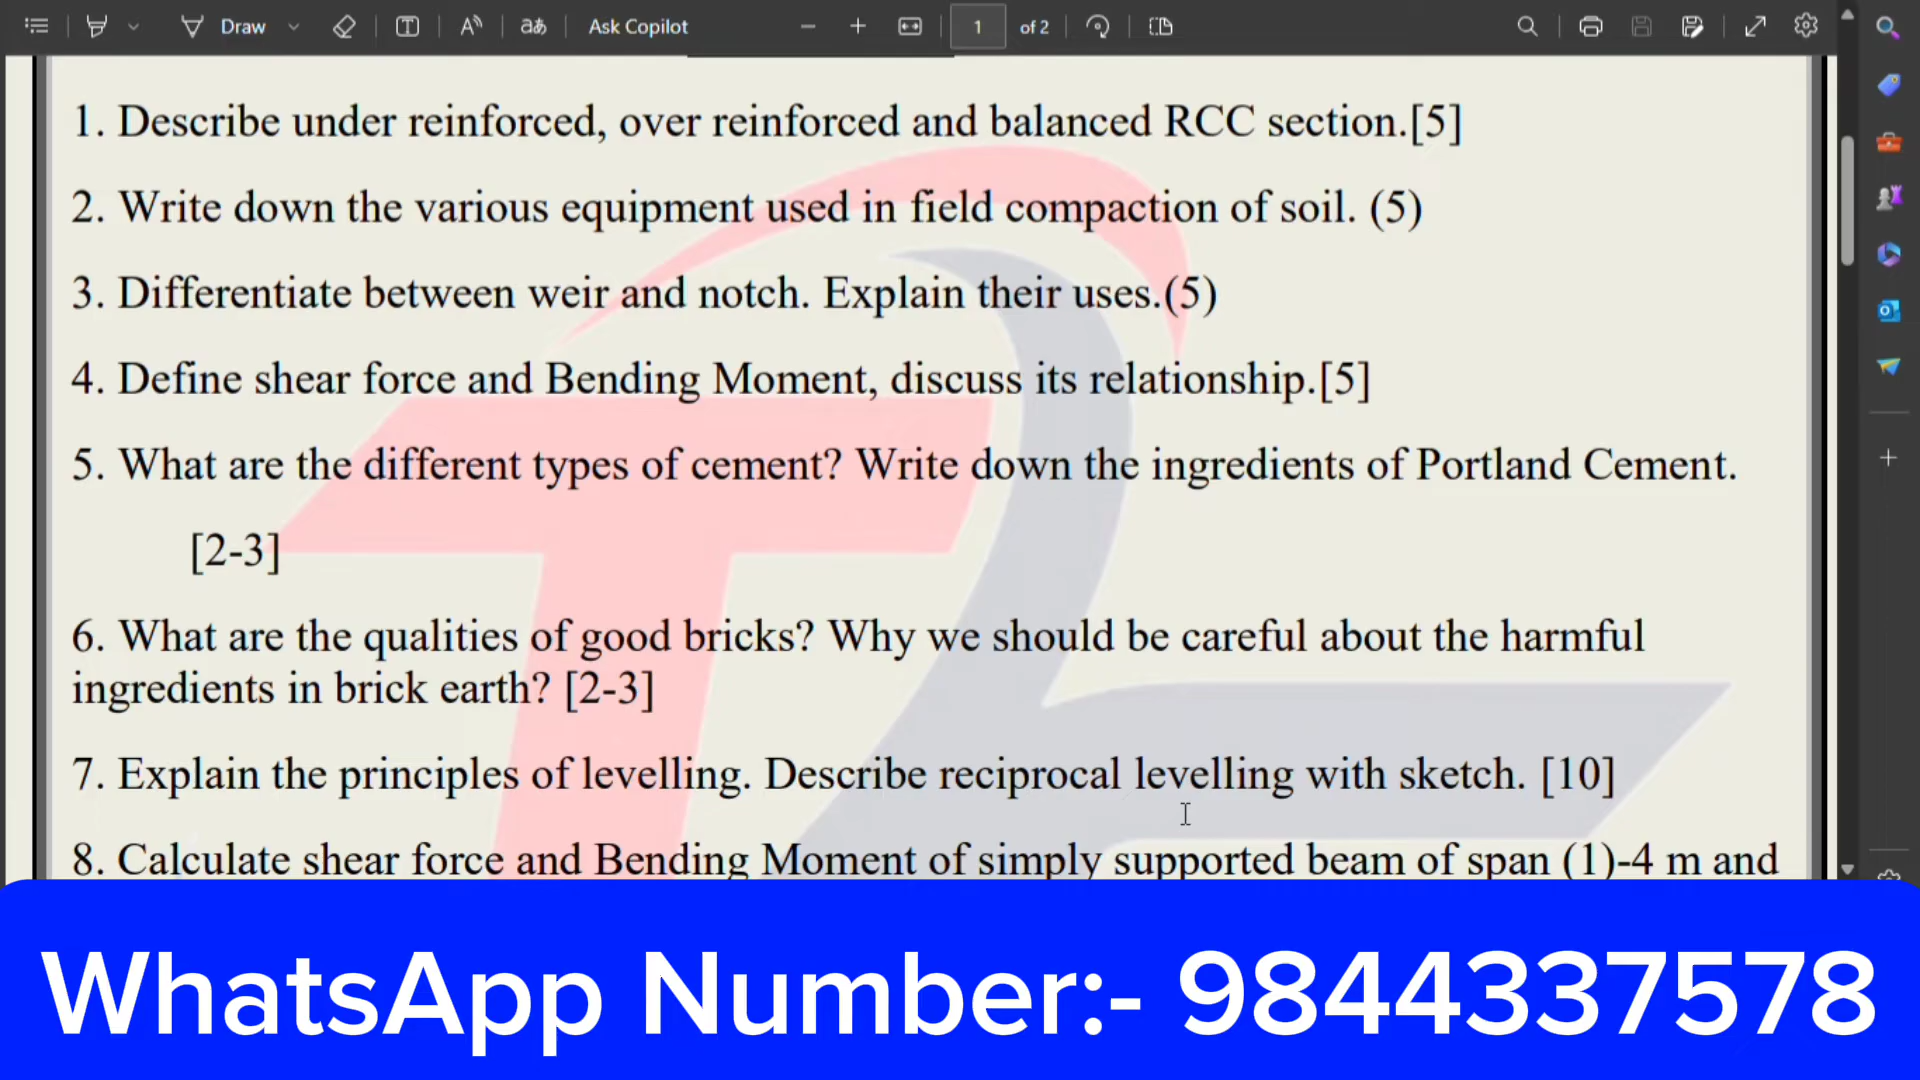 Draw
Ask Copilot
1 of 2
1. Describe under reinforced, over reinforced and balanced RCC section.[5]
2. Write down the various equipment used in field compaction of soil. (5)
3. Differentiate between weir and notch. Explain their uses.(5)
4. Define shear force and Bending Moment, discuss its relationship.[5]
5. What are the different types of cement? Write down the ingredients of Portland Cement.
[2-3]
6. What are the qualities of good bricks? Why we should be careful about the harmful
ingredients in brick earth? [2-3]
7. Explain the principles of levelling. Describe reciprocal levelling with sketch. [10]
8. Calculate shear force and Bending Moment of simply supported beam of span (1)-4 m and
WhatsApp Number:- 9844337578